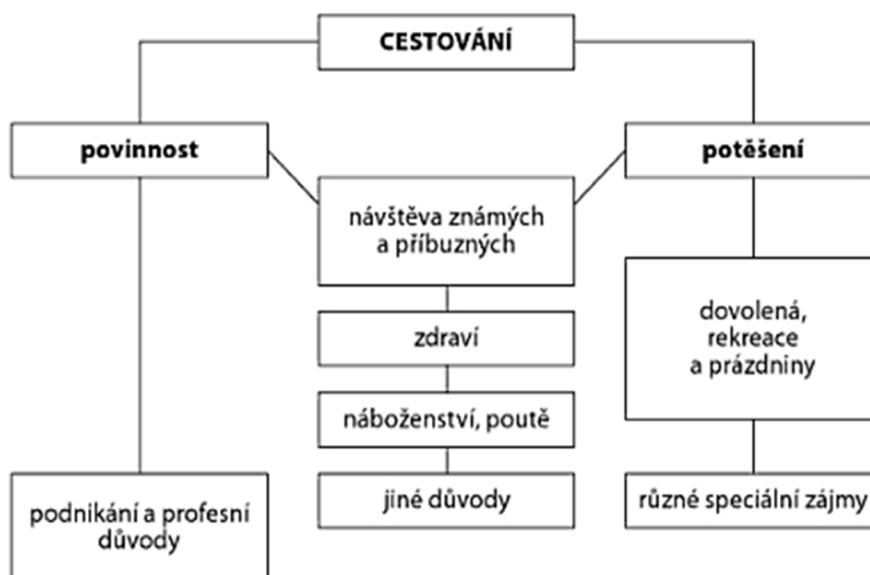 CESTOVÁNÍ
povinnost
potěšení
návštěva známých
a příbuzných
dovolená,
rekreace
a prázdniny
zdraví
náboženství, poutě
jiné důvody
různé speciální zájmy
podnikání a profesní
důvody